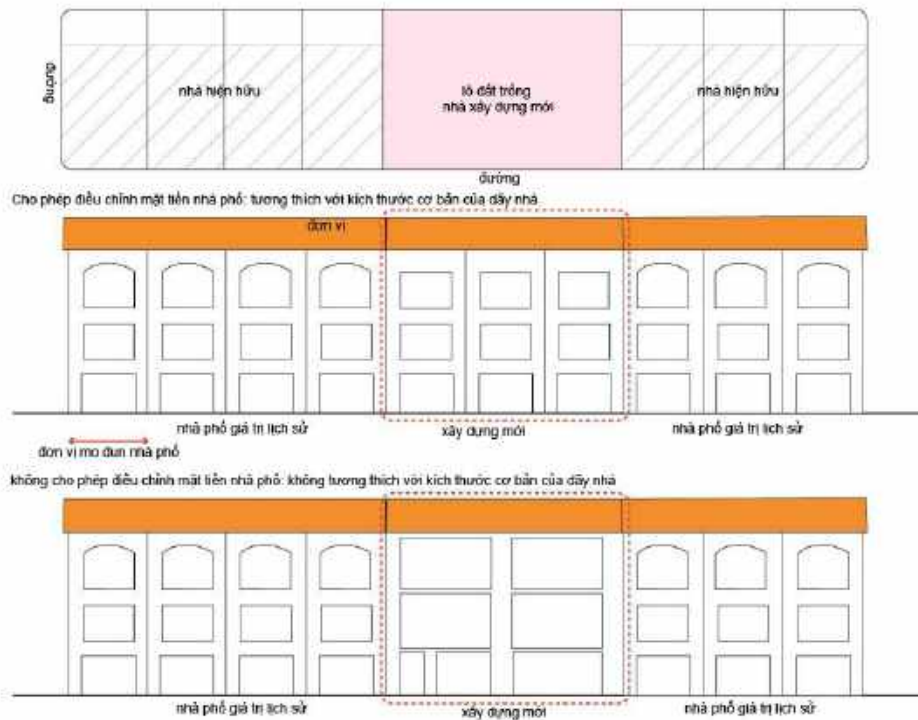 đường
nhà hiện hữu
lô đất trống
nhà xây dựng mới
nhà hiện hữu
đường
Cho phép điều chỉnh mặt tiền nhà phố: tương thích với kích thước cơ bản của dãy nhà
đơn vị
nhà phố giá trị lịch sử
xây dựng mới
nhà phố giá trị lịch sử
đơn vị mo đun nhà phố
không cho phép điều chỉnh mặt tiền nhà phố: không tương thích với kích thước cơ bản của dãy nhà
nhà phố giá trị lịch sử
xây dựng mới
nhà phố giá trị lịch sử